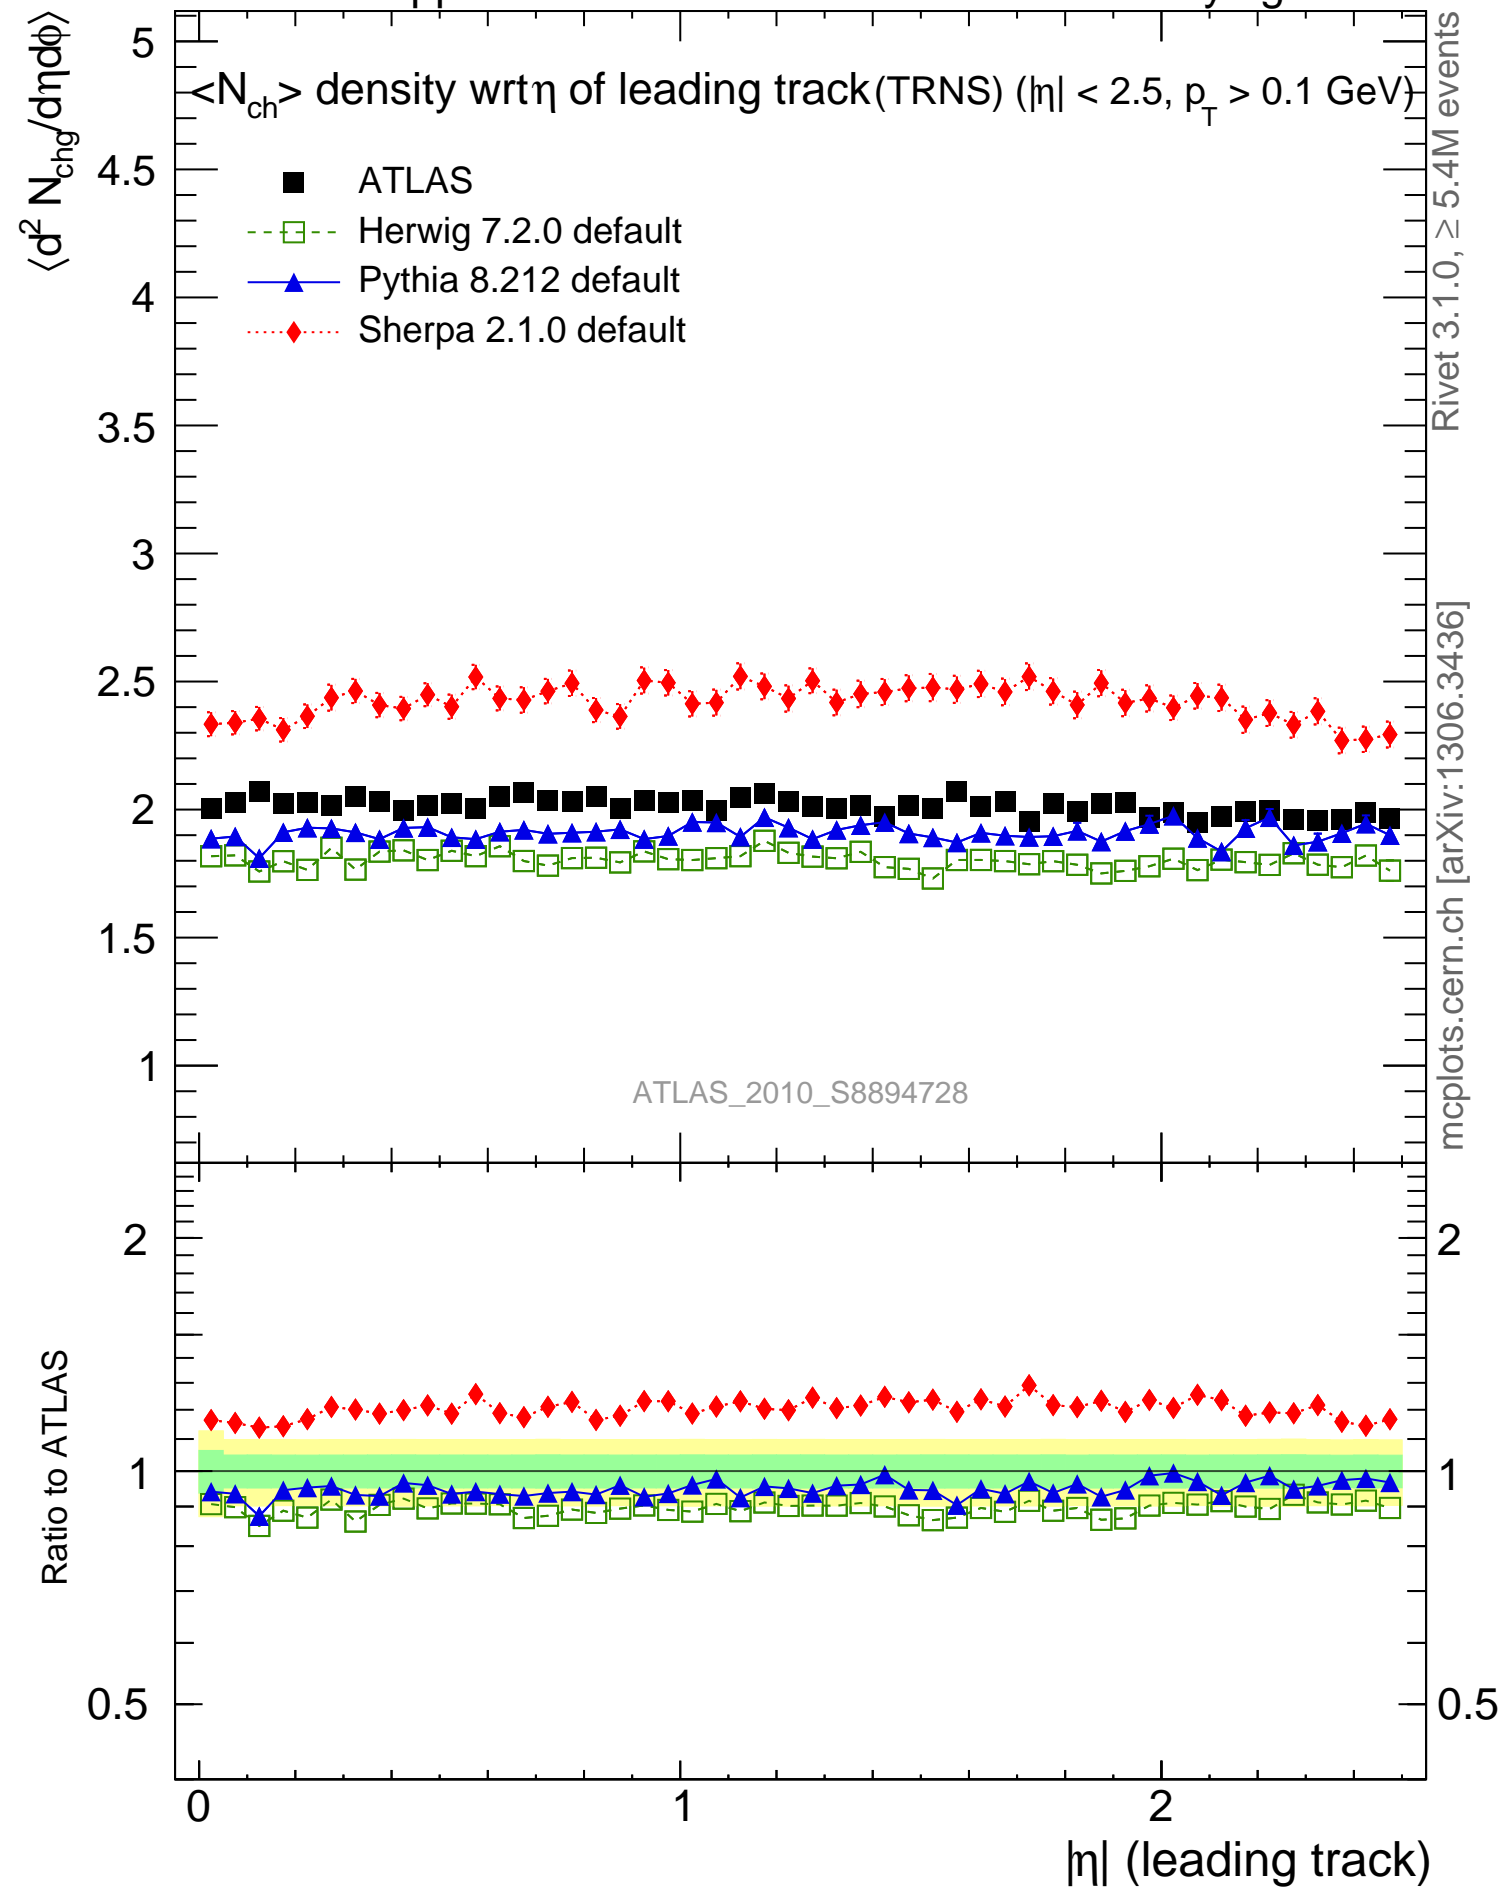 ⟨d² N_chg/dηdϕ⟩
<N_ch> density wrt η of leading track (TRNS) (|η| < 2.5, p_T > 0.1 GeV)
ATLAS
Herwig 7.2.0 default
Pythia 8.212 default
Sherpa 2.1.0 default
5
4.5
4
3.5
3
2.5
2
1.5
1
ATLAS_2010_S8894728
Rivet 3.1.0, ≥ 5.4M events
mcplots.cern.ch [arXiv:1306.3436]
Ratio to ATLAS
2
1
0.5
2
1
0.5
0 1 2
|η| (leading track)